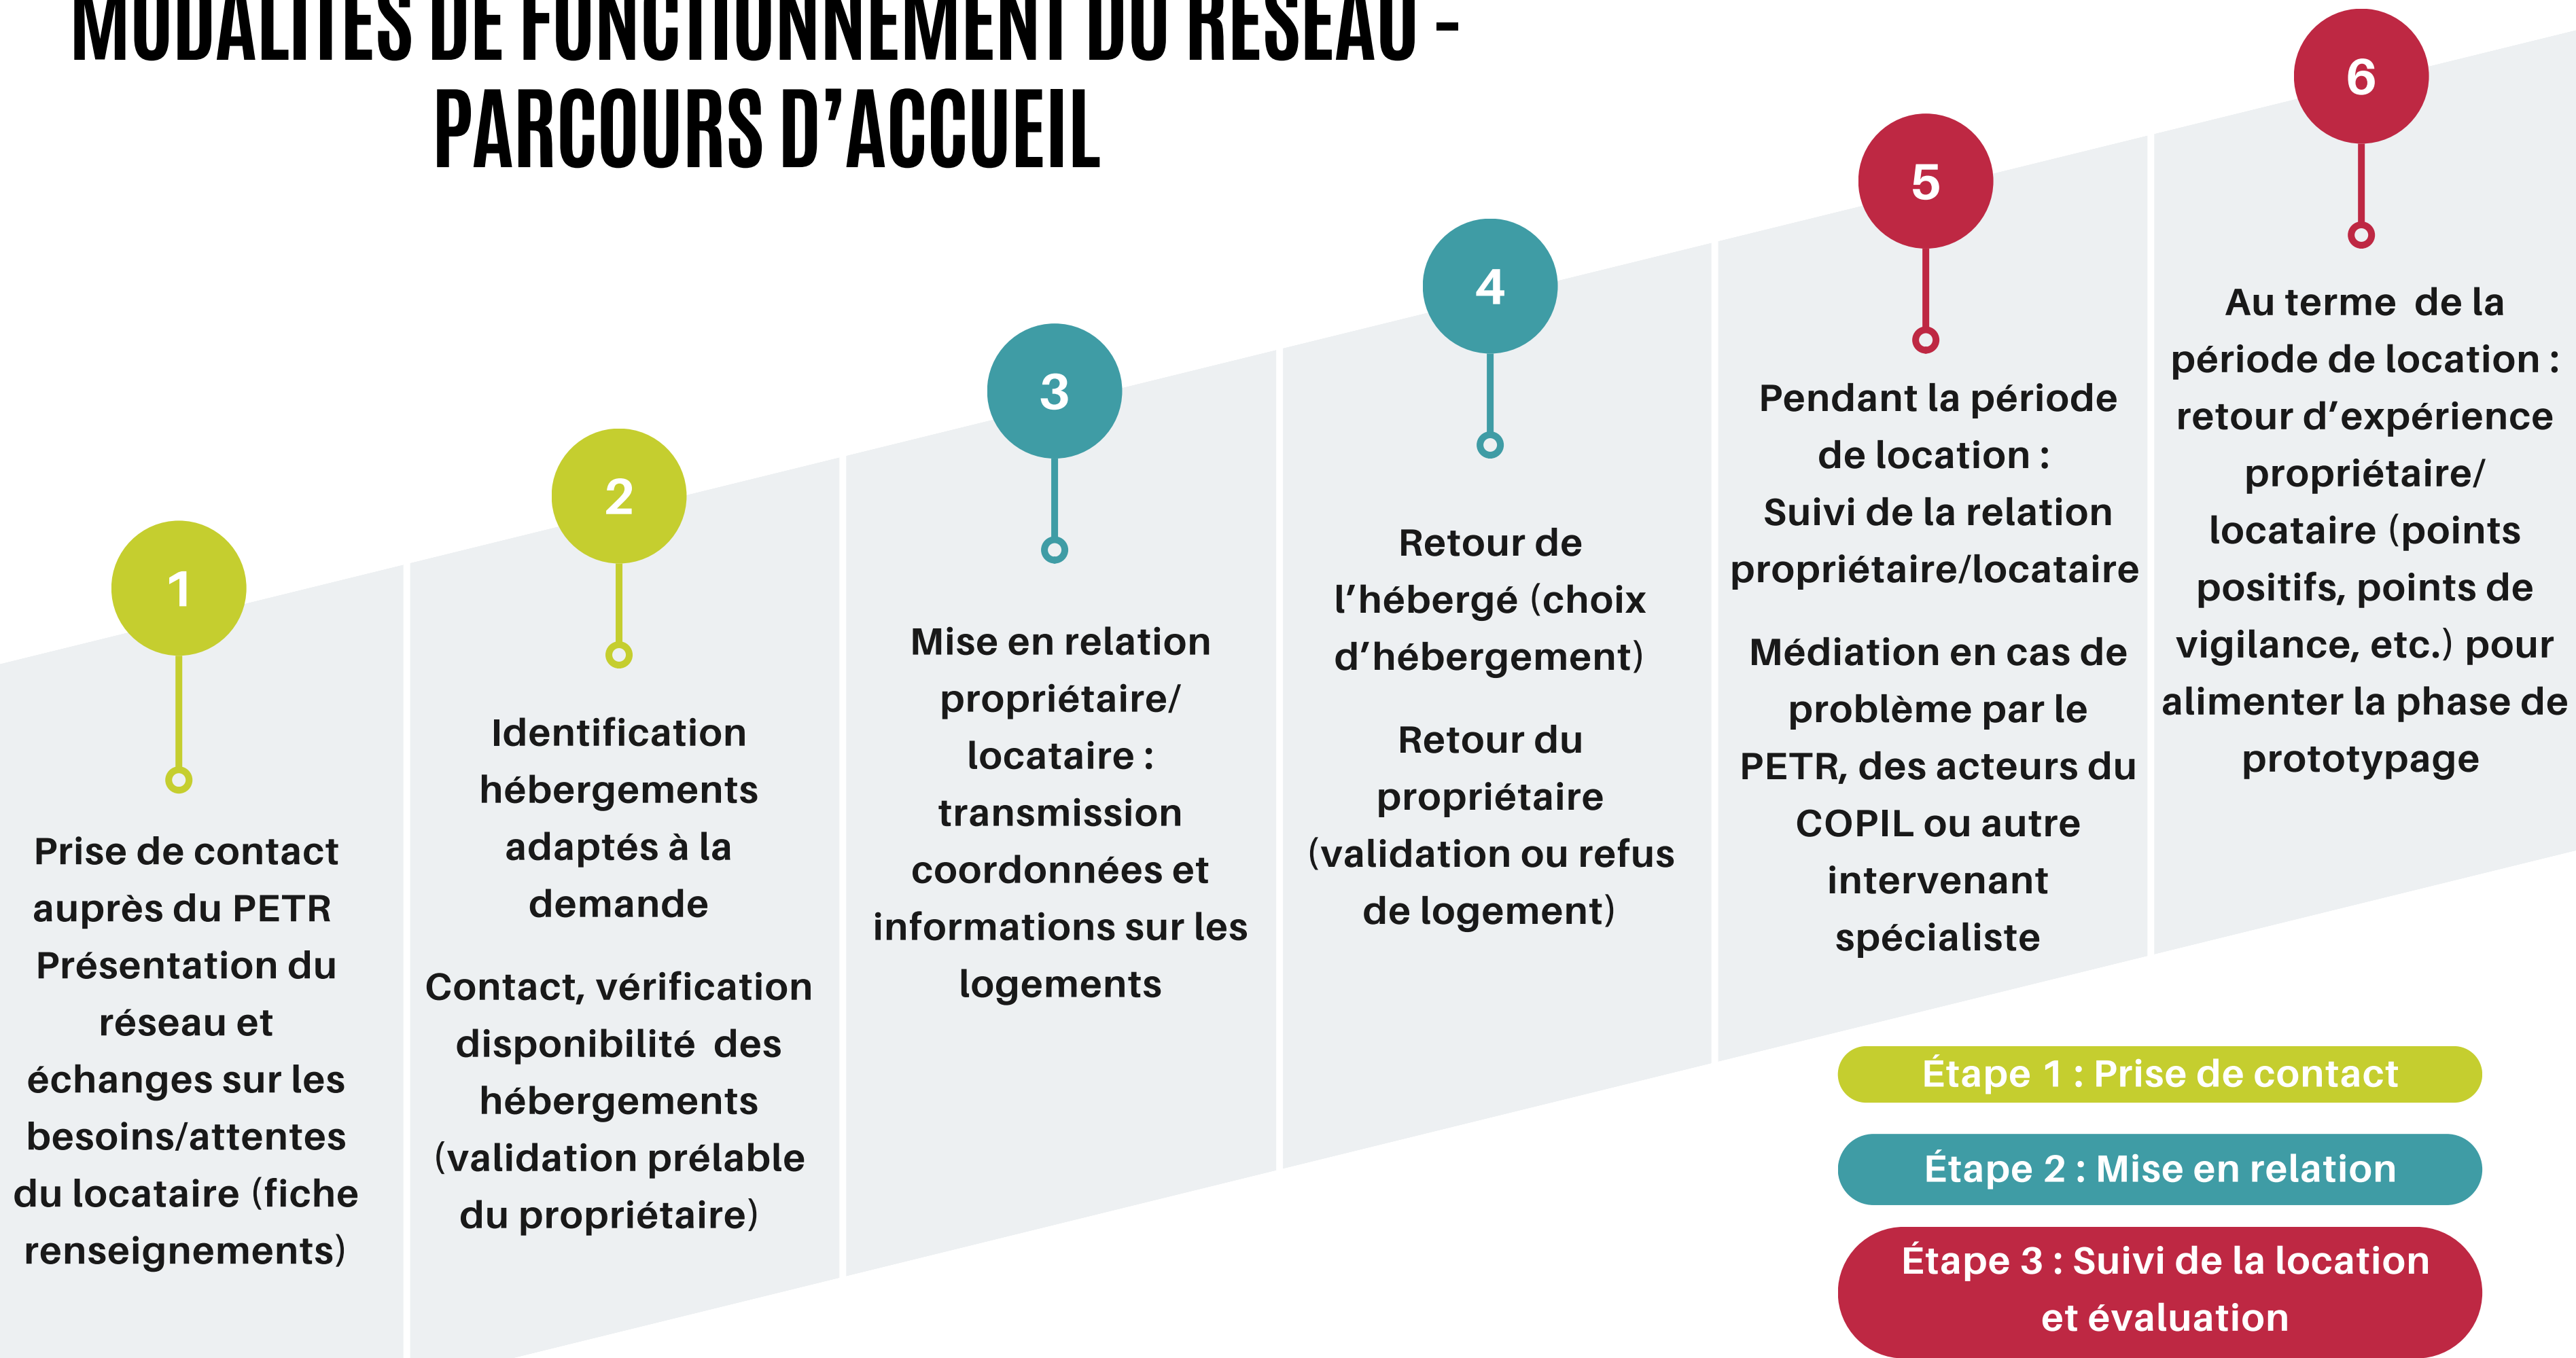 MODALITÉS DE FONCTIONNEMENT DU RÉSEAU -
PARCOURS D’ACCUEIL
1
Prise de contact
auprès du PETR
Présentation du
réseau et
échanges sur les
besoins/attentes
du locataire (fiche
renseignements)
2
Identification
hébergements
adaptés à la
demande
Contact, vérification
disponibilité des
hébergements
(validation prélable
du propriétaire)
3
Mise en relation
propriétaire/
locataire :
transmission
coordonnées et
informations sur les
logements
4
Retour de
l’hébergé (choix
d’hébergement)
Retour du
propriétaire
(validation ou refus
de logement)
5
Pendant la période
de location :
Suivi de la relation
propriétaire/locataire
Médiation en cas de
problème par le
PETR, des acteurs du
COPIL ou autre
intervenant
spécialiste
6
Au terme de la
période de location :
retour d’expérience
propriétaire/
locataire (points
positifs, points de
vigilance, etc.) pour
alimenter la phase de
prototypage
Étape 1 : Prise de contact
Étape 2 : Mise en relation
Étape 3 : Suivi de la location
et évaluation